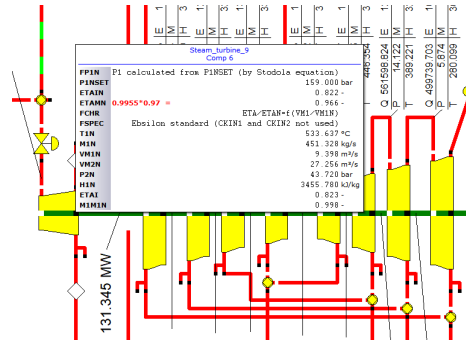 Steam_turbine_9
Comp 6
FPIN P1 calculated from P1NSET (by Stodola equation)
P1NSET 159.000 bar
ETAIN 0.822 -
ETAMN 0.9955*0.97 = 0.966 -
FCHR ETA/ETAN=f(VM1/VM1N)
FSPEC Ebsilon standard (CKIN1 and CKIN2 not used)
T1N 533.637 °C
M1N 451.328 kg/s
VM1N 9.398 m³/s
VM2N 27.256 m³/s
P2N 43.720 bar
H1N 3455.780 kJ/kg
ETAI 0.823 -
M1M1N 0.998 -
Q 561598.824 E 1
P 14.122 M
T 389.221 H
Q 499739.703 E 1
P 5.874 M
T 280.099 H
131.345 MW